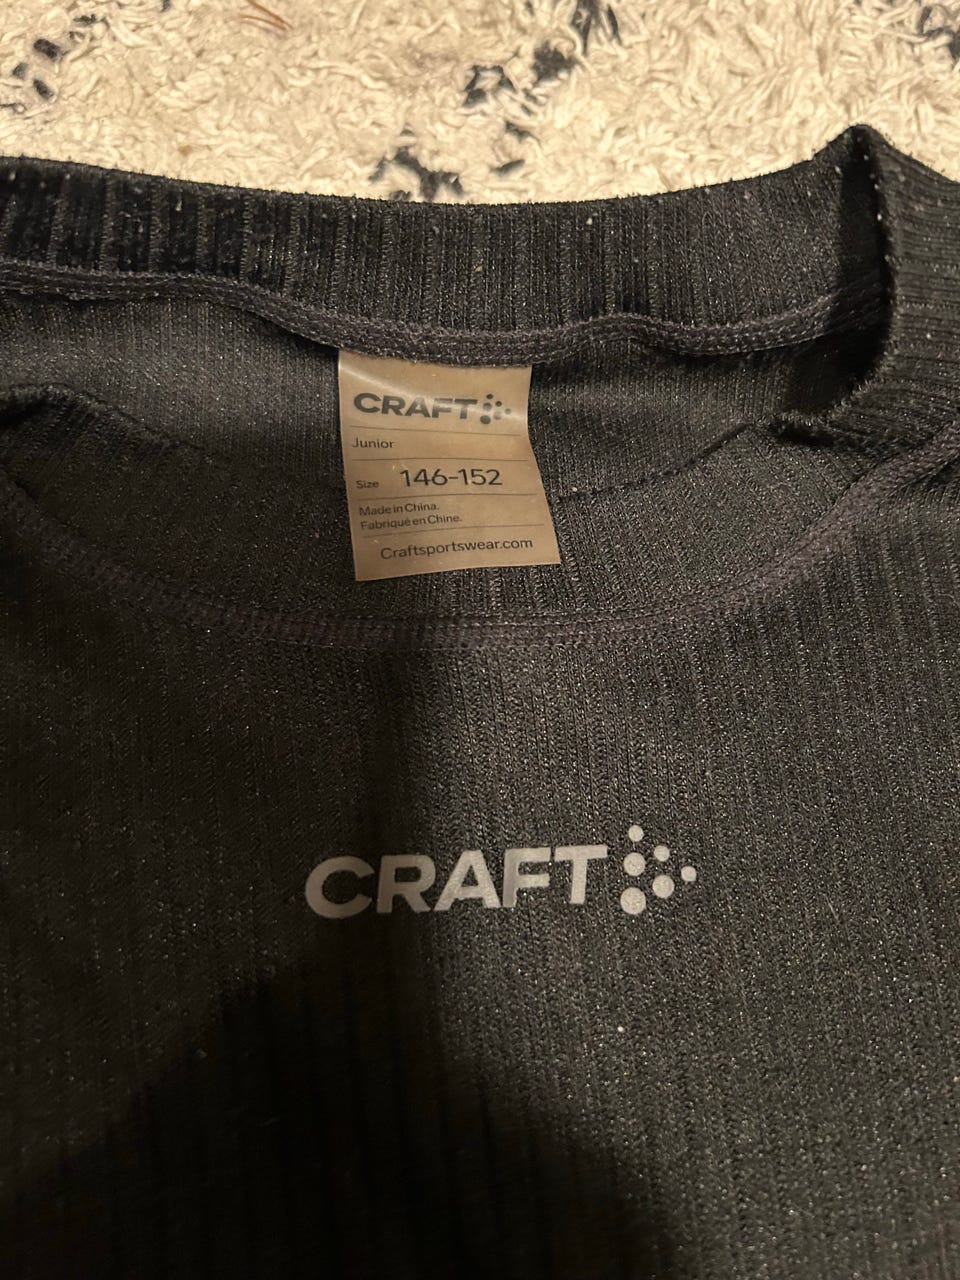 CRAFT
Junior
Size 146-152
Made in China.
Fabriqué en Chine.
Craftsportswear.com
CRAFT